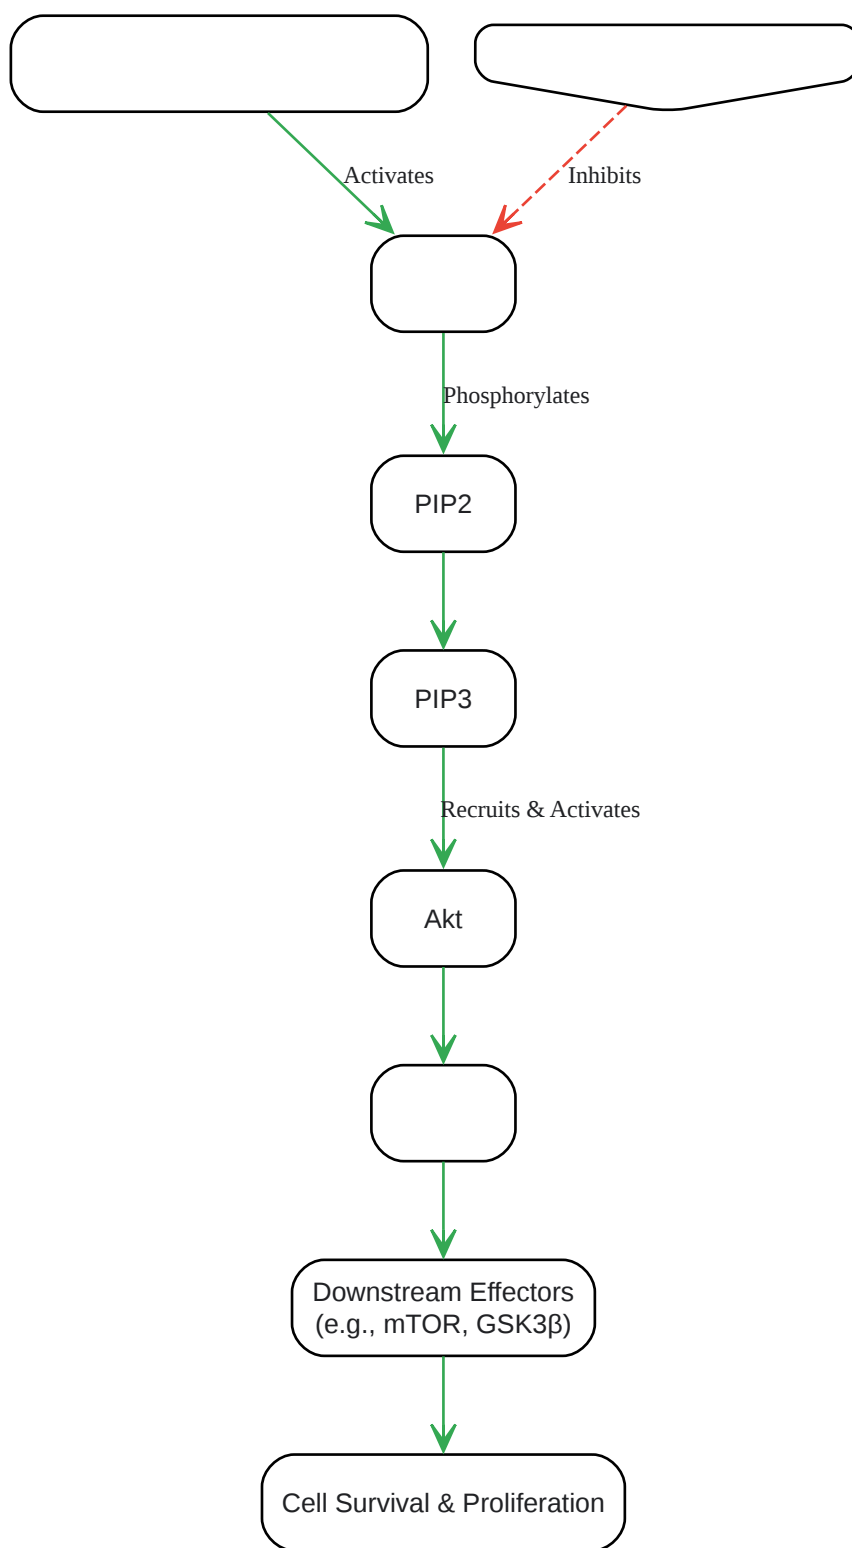 Activates
Inhibits
Phosphorylates
PIP2
PIP3
Recruits & Activates
Akt
Downstream Effectors
(e.g., mTOR, GSK3β)
Cell Survival & Proliferation